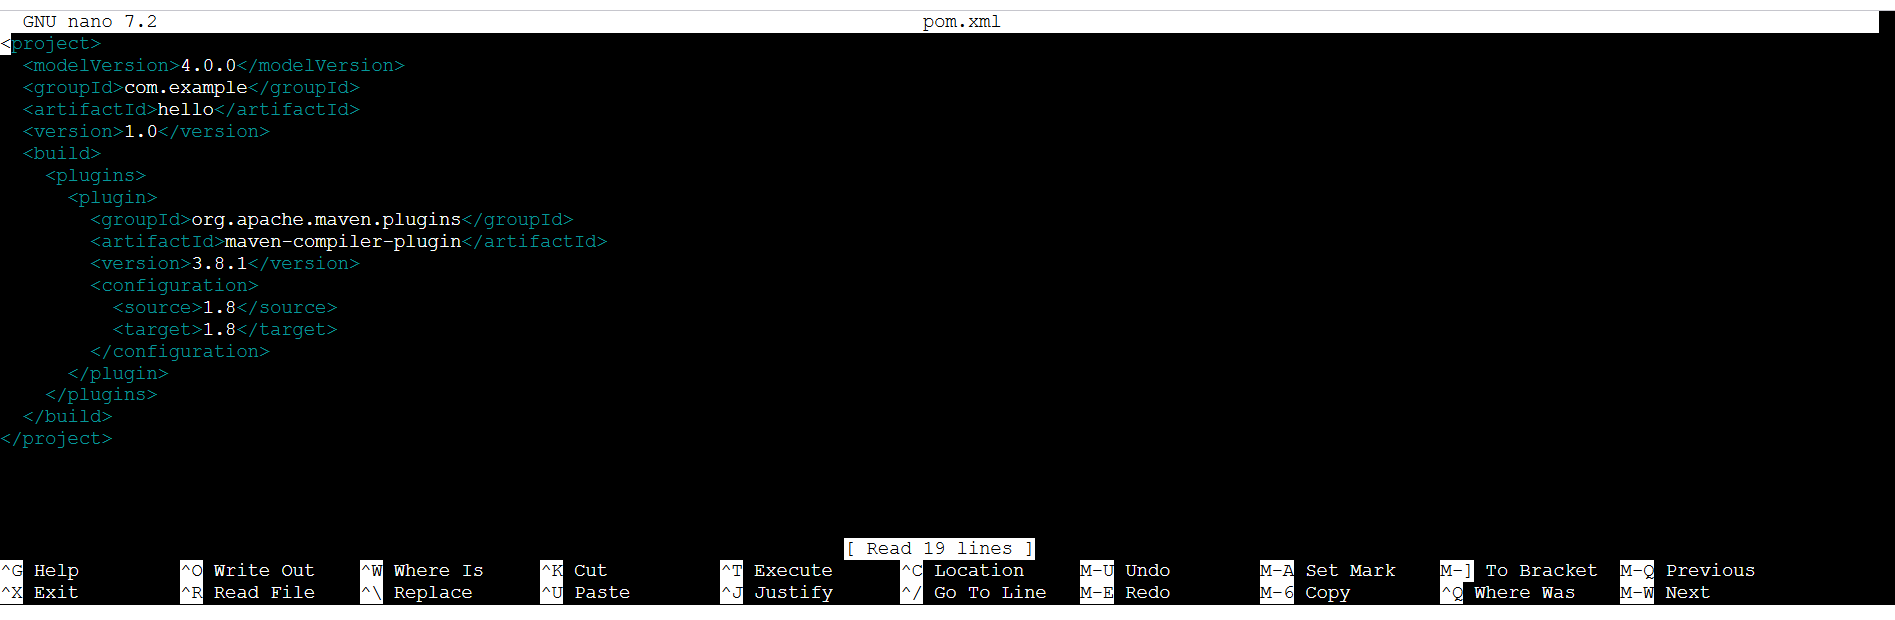 GNU nano 7.2 pom.xml
<project>
  <modelVersion>4.0.0</modelVersion>
  <groupId>com.example</groupId>
  <artifactId>hello</artifactId>
  <version>1.0</version>
  <build>
    <plugins>
      <plugin>
        <groupId>org.apache.maven.plugins</groupId>
        <artifactId>maven-compiler-plugin</artifactId>
        <version>3.8.1</version>
        <configuration>
          <source>1.8</source>
          <target>1.8</target>
        </configuration>
      </plugin>
    </plugins>
  </build>
</project>
[ Read 19 lines ]
^G Help ^O Write Out ^W Where Is ^K Cut ^T Execute ^C Location M-U Undo M-A Set Mark M-] To Bracket M-Q Previous
^X Exit ^R Read File ^\ Replace ^U Paste ^J Justify ^/ Go To Line M-E Redo M-6 Copy ^Q Where Was M-W Next